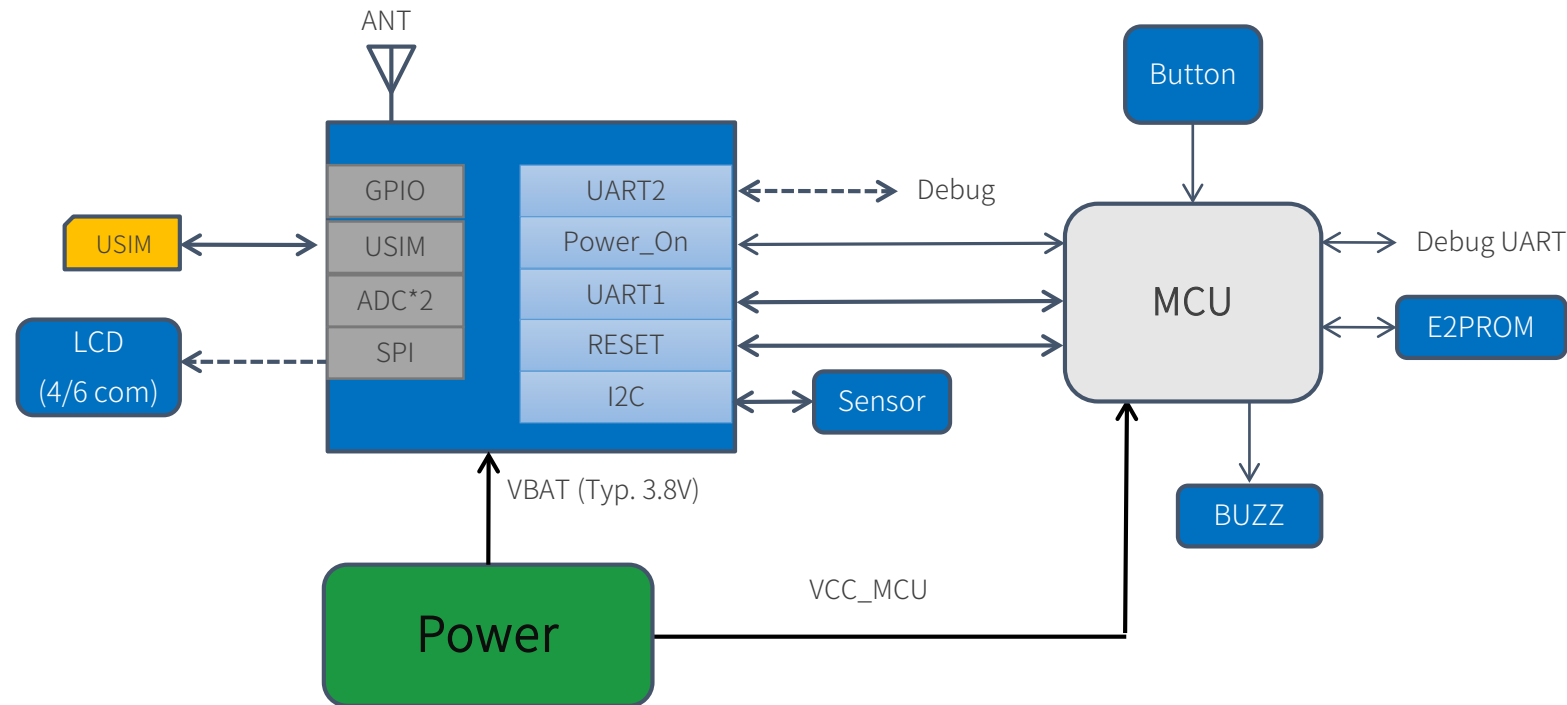 ANT
Button
GPIO
UART2
Debug
USIM
USIM
Power_On
Debug UART
ADC*2
UART1
MCU
LCD
(4/6 com)
SPI
RESET
E2PROM
I2C
Sensor
VBAT (Typ. 3.8V)
BUZZ
VCC_MCU
Power